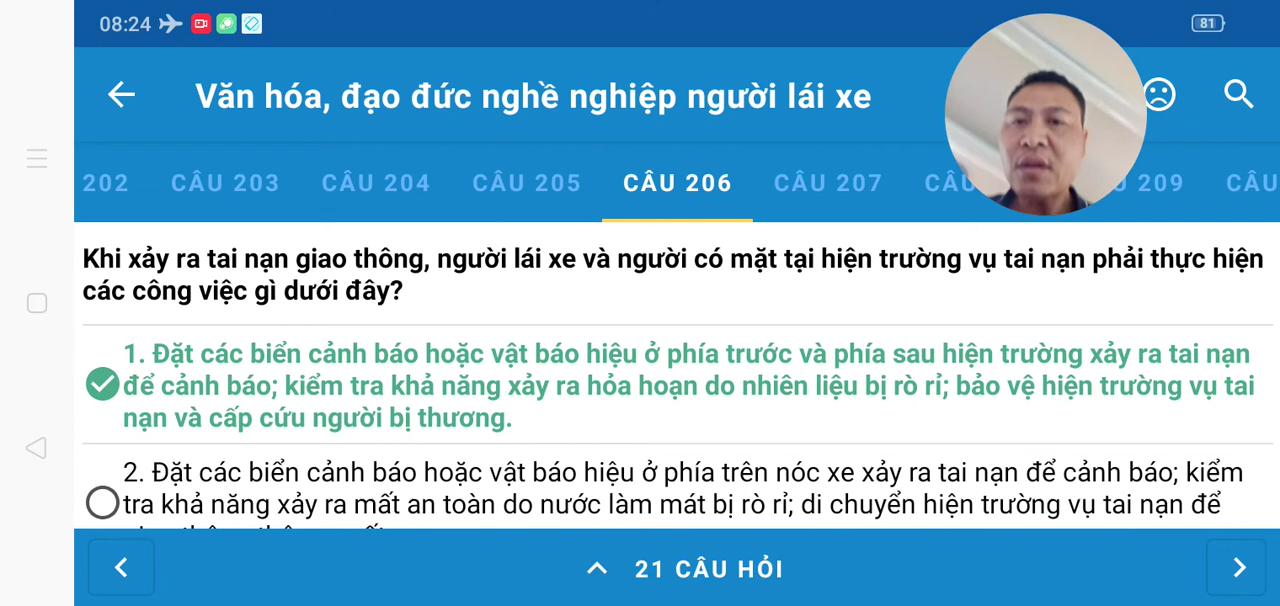 08:24
81
Văn hóa, đạo đức nghề nghiệp người lái xe
202 CÂU 203 CÂU 204 CÂU 205 CÂU 206 CÂU 207 CÂU 209 CÂU
Khi xảy ra tai nạn giao thông, người lái xe và người có mặt tại hiện trường vụ tai nạn phải thực hiện
các công việc gì dưới đây?
1. Đặt các biển cảnh báo hoặc vật báo hiệu ở phía trước và phía sau hiện trường xảy ra tai nạn
để cảnh báo; kiểm tra khả năng xảy ra hỏa hoạn do nhiên liệu bị rò rỉ; bảo vệ hiện trường vụ tai
nạn và cấp cứu người bị thương.
2. Đặt các biển cảnh báo hoặc vật báo hiệu ở phía trên nóc xe xảy ra tai nạn để cảnh báo; kiểm
tra khả năng xảy ra mất an toàn do nước làm mát bị rò rỉ; di chuyển hiện trường vụ tai nạn để
21 CÂU HỎI